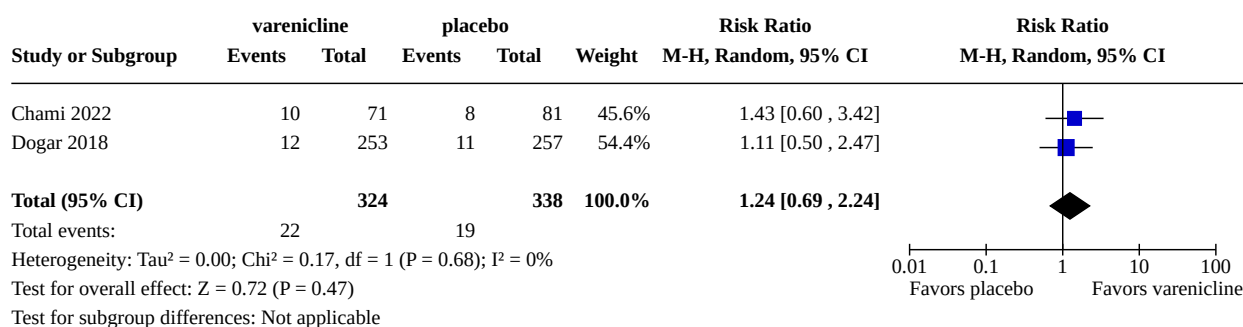 varenicline placebo Risk Ratio Risk Ratio
Study or Subgroup Events Total Events Total Weight M-H, Random, 95% CI M-H, Random, 95% CI
Chami 2022 10 71 8 81 45.6% 1.43 [0.60 , 3.42]
Dogar 2018 12 253 11 257 54.4% 1.11 [0.50 , 2.47]
Total (95% CI) 324 338 100.0% 1.24 [0.69 , 2.24]
Total events: 22 19
Heterogeneity: Tau² = 0.00; Chi² = 0.17, df = 1 (P = 0.68); I² = 0%
0.01 0.1 1 10 100
Test for overall effect: Z = 0.72 (P = 0.47)
Favors placebo Favors varenicline
Test for subgroup differences: Not applicable